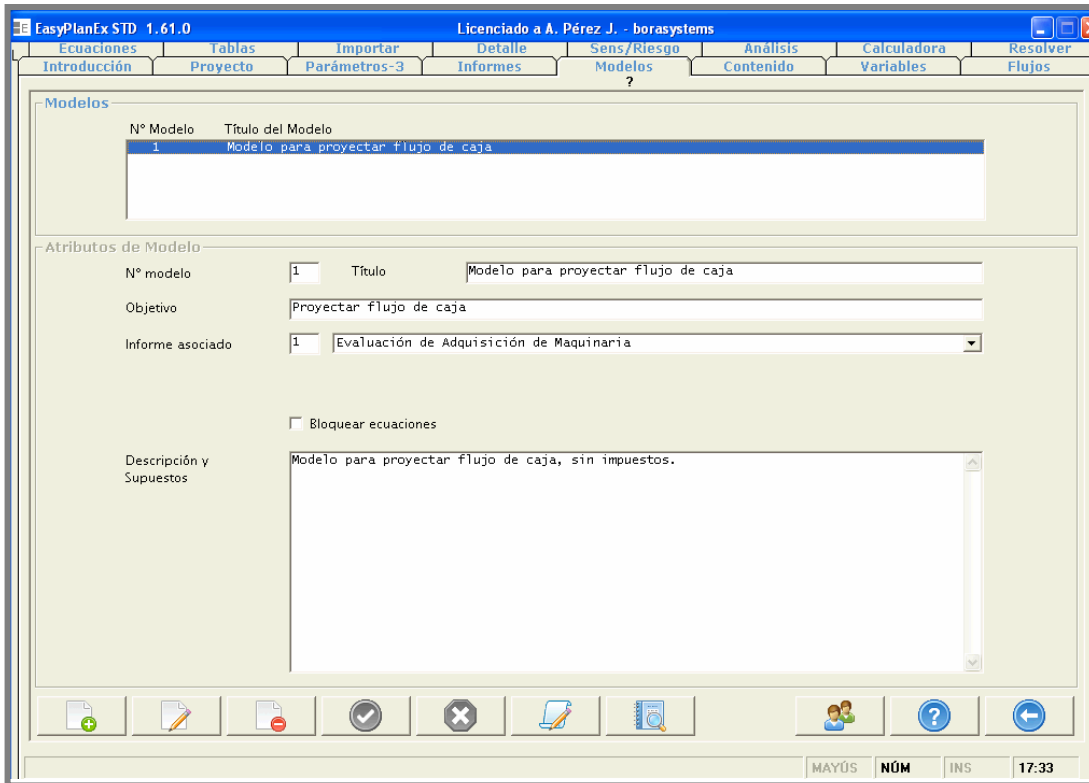 EasyPlanEx STD 1.61.0 Licenciado a A. Pérez J. - borasystems
Ecuaciones Tablas Importar Detalle Sens/Riesgo Análisis Calculadora Resolver
Introducción Proyecto Parámetros-3 Informes Modelos Contenido Variables Flujos
?
Modelos
N° Modelo Título del Modelo
1 Modelo para proyectar flujo de caja
Atributos de Modelo
N° modelo 1 Título Modelo para proyectar flujo de caja
Objetivo Proyectar flujo de caja
Informe asociado 1 Evaluación de Adquisición de Maquinaria
Bloquear ecuaciones
Descripción y Modelo para proyectar flujo de caja, sin impuestos.
Supuestos
MAYÚS NÚM INS 17:33